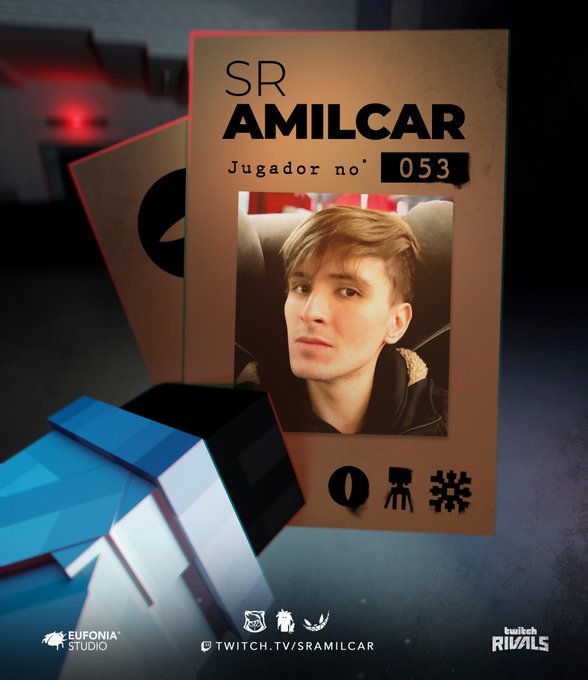 SR
AMILCAR
Jugador no° 053
EUFONIA®
STUDIO
TWITCH.TV/SRAMILCAR
twitch
RIVALS